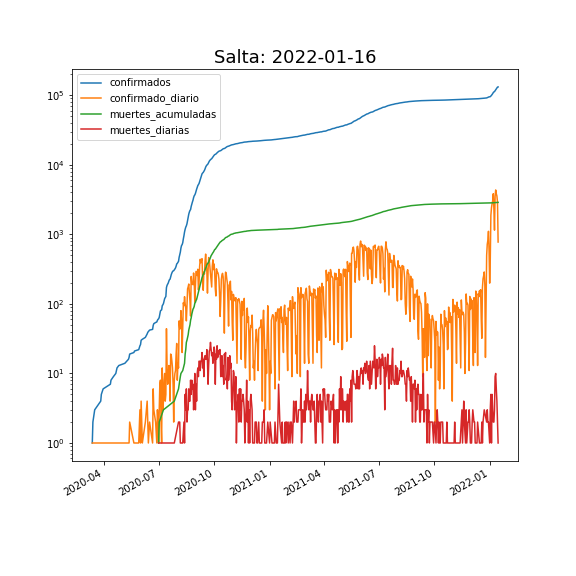 Salta: 2022-01-16
confirmados
confirmado_diario
muertes_acumuladas
muertes_diarias
10⁵
10⁴
10³
10²
10¹
10⁰
2020-04 2020-07 2020-10 2021-01 2021-04 2021-07 2021-10 2022-01